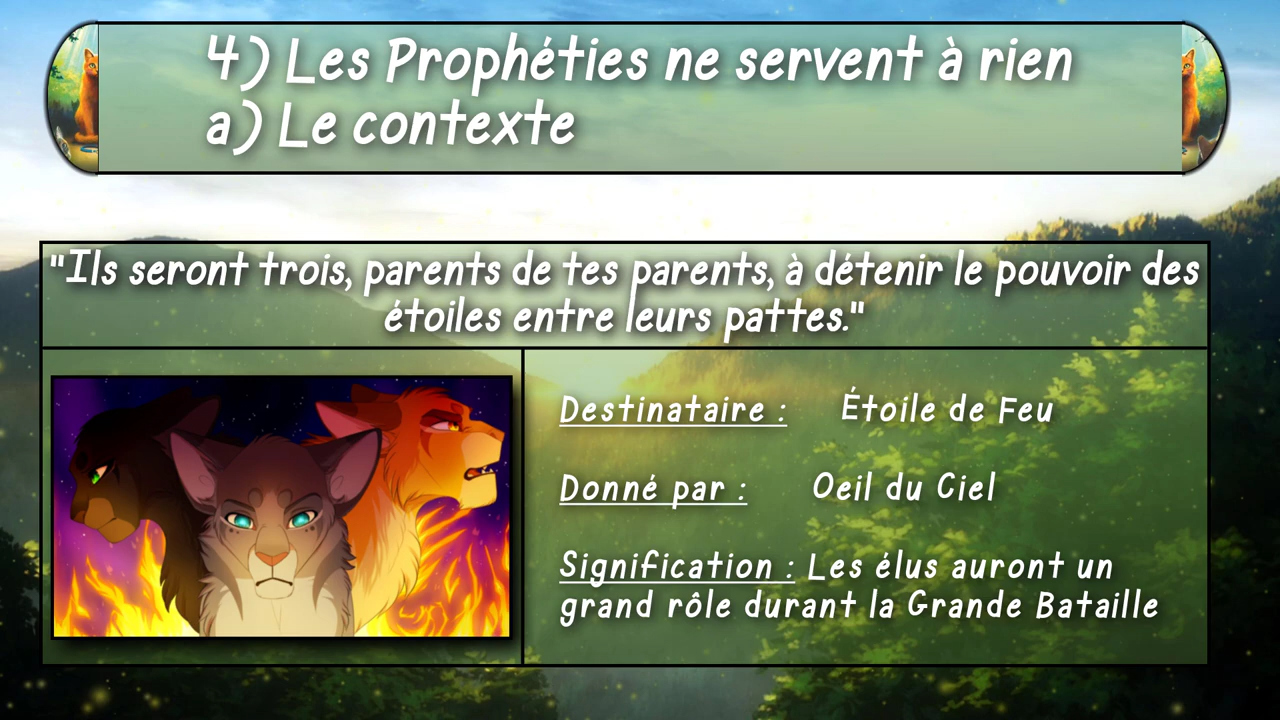 4) Les Prophéties ne servent à rien
a) Le contexte
"Ils seront trois, parents de tes parents, à détenir le pouvoir des
étoiles entre leurs pattes."
Destinataire : Étoile de Feu
Donné par : Oeil du Ciel
Signification : Les élus auront un
grand rôle durant la Grande Bataille